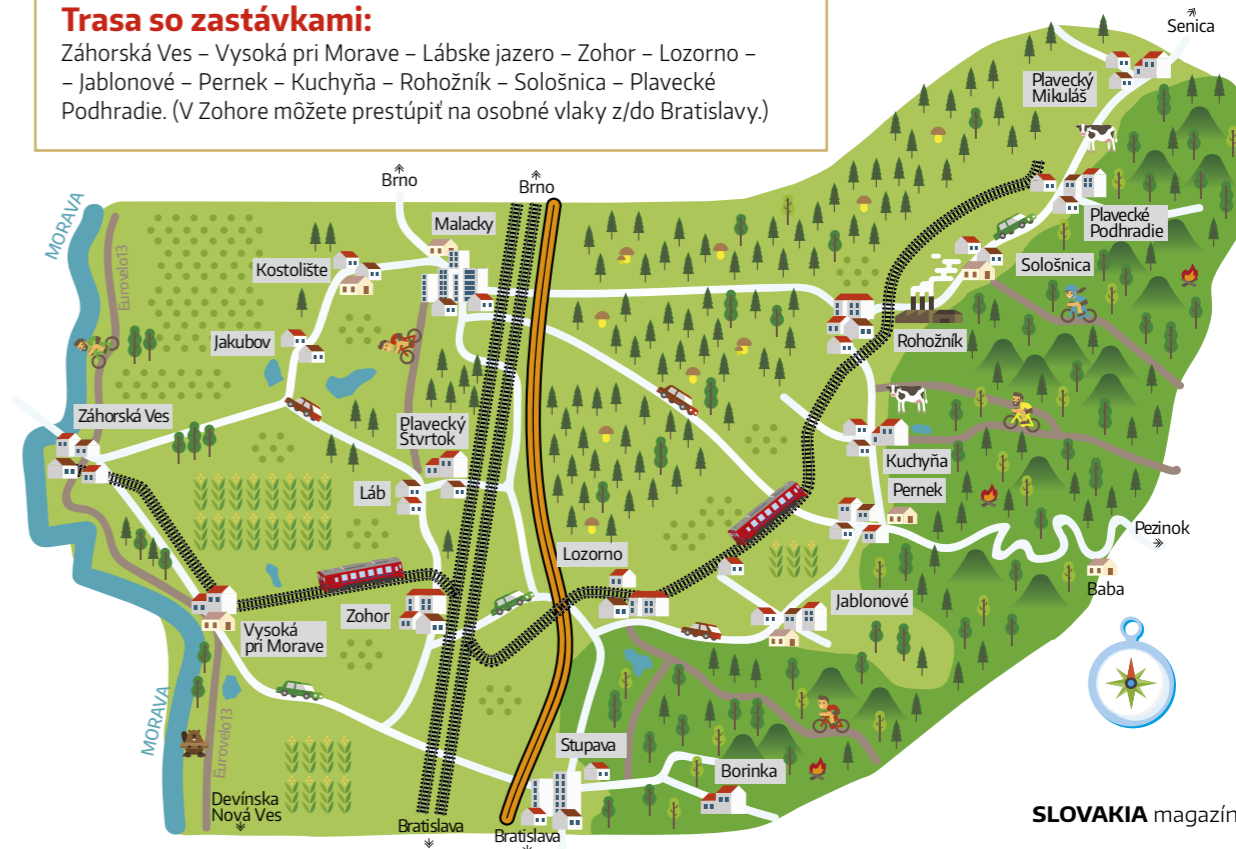 Trasa so zastávkami:
Záhorská Ves – Vysoká pri Morave – Lábske jazero – Zohor – Lozorno –
– Jablonové – Pernek – Kuchyňa – Rohožník – Sološnica – Plavecké
Podhradie. (V Zohore môžete prestúpiť na osobné vlaky z/do Bratislavy.)
Senica
Plavecký
Mikuláš
Brno
Brno
MORAVA
Malacky
Plavecké
Podhradie
Eurovelo13
Kostolište
Sološnica
Jakubov
Rohožník
Záhorská Ves
Plavecký
Štvrtok
Kuchyňa
Láb
Pernek
Pezinok
Lozorno
Baba
Zohor
Jablonové
Vysoká
pri Morave
MORAVA
Eurovelo13
Stupava
Borinka
Devínska
Nová Ves
Bratislava
Bratislava
SLOVAKIA magazín